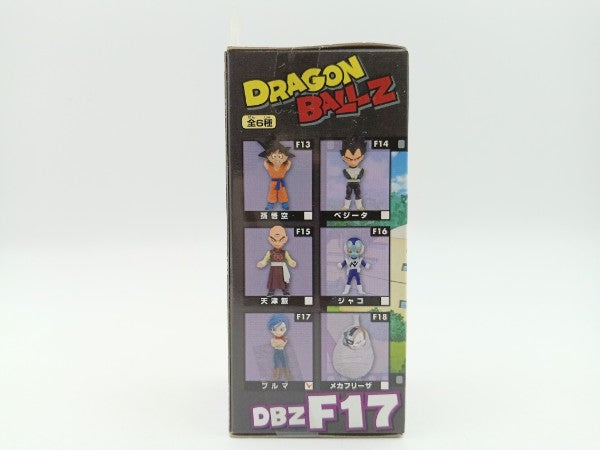 DRAGON
BALL Z
全6種
F13
F14
孫悟空
ベジータ
F15
F16
天津飯
ジャコ
F17
F18
ブルマ
メカフリーザ
DBZ F17